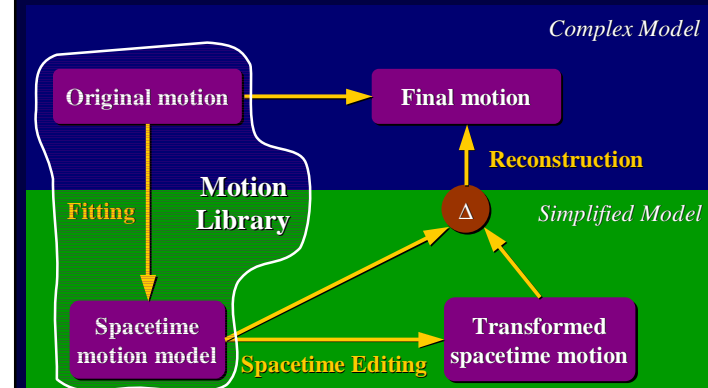 Complex Model
Original motion
Final motion
Reconstruction
Motion
Library
Fitting
Δ
Simplified Model
Spacetime
motion model
Spacetime Editing
Transformed
spacetime motion